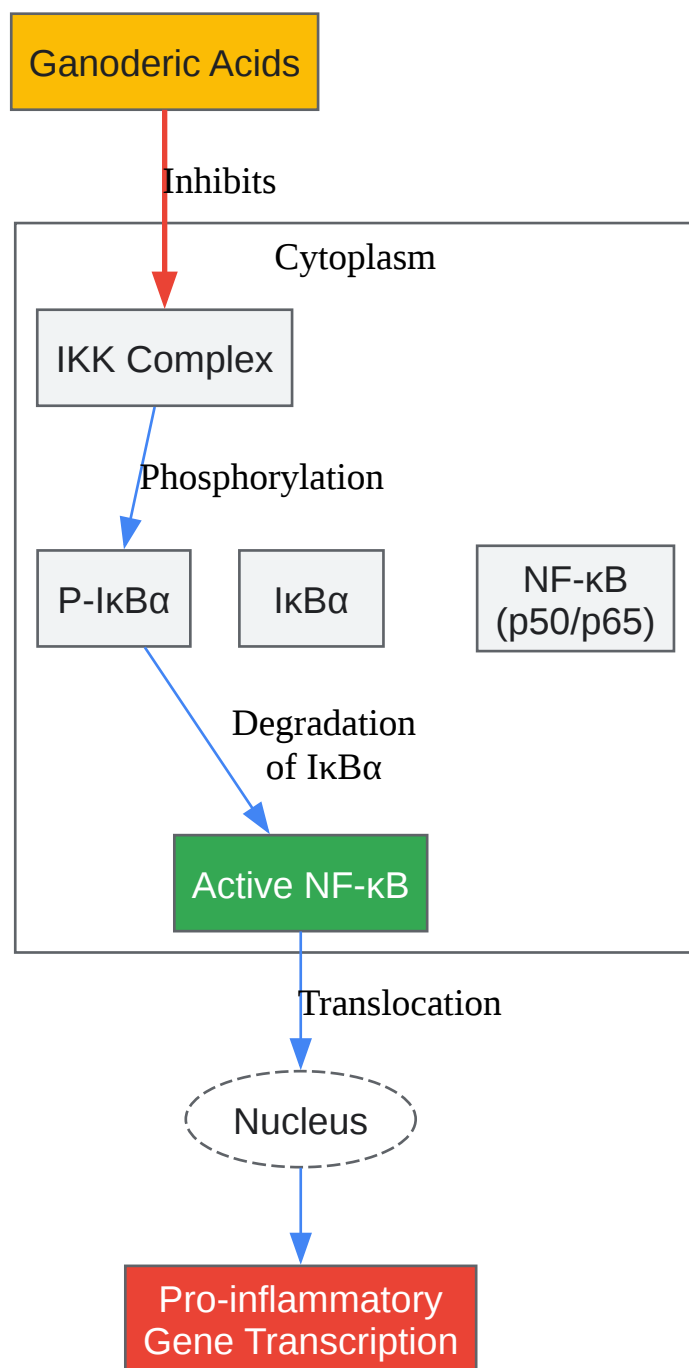 Ganoderic Acids
Inhibits
Cytoplasm
IKK Complex
Phosphorylation
P-IκBα
IκBα
NF-κB
(p50/p65)
Degradation
of IκBα
Active NF-κB
Translocation
Nucleus
Pro-inflammatory
Gene Transcription